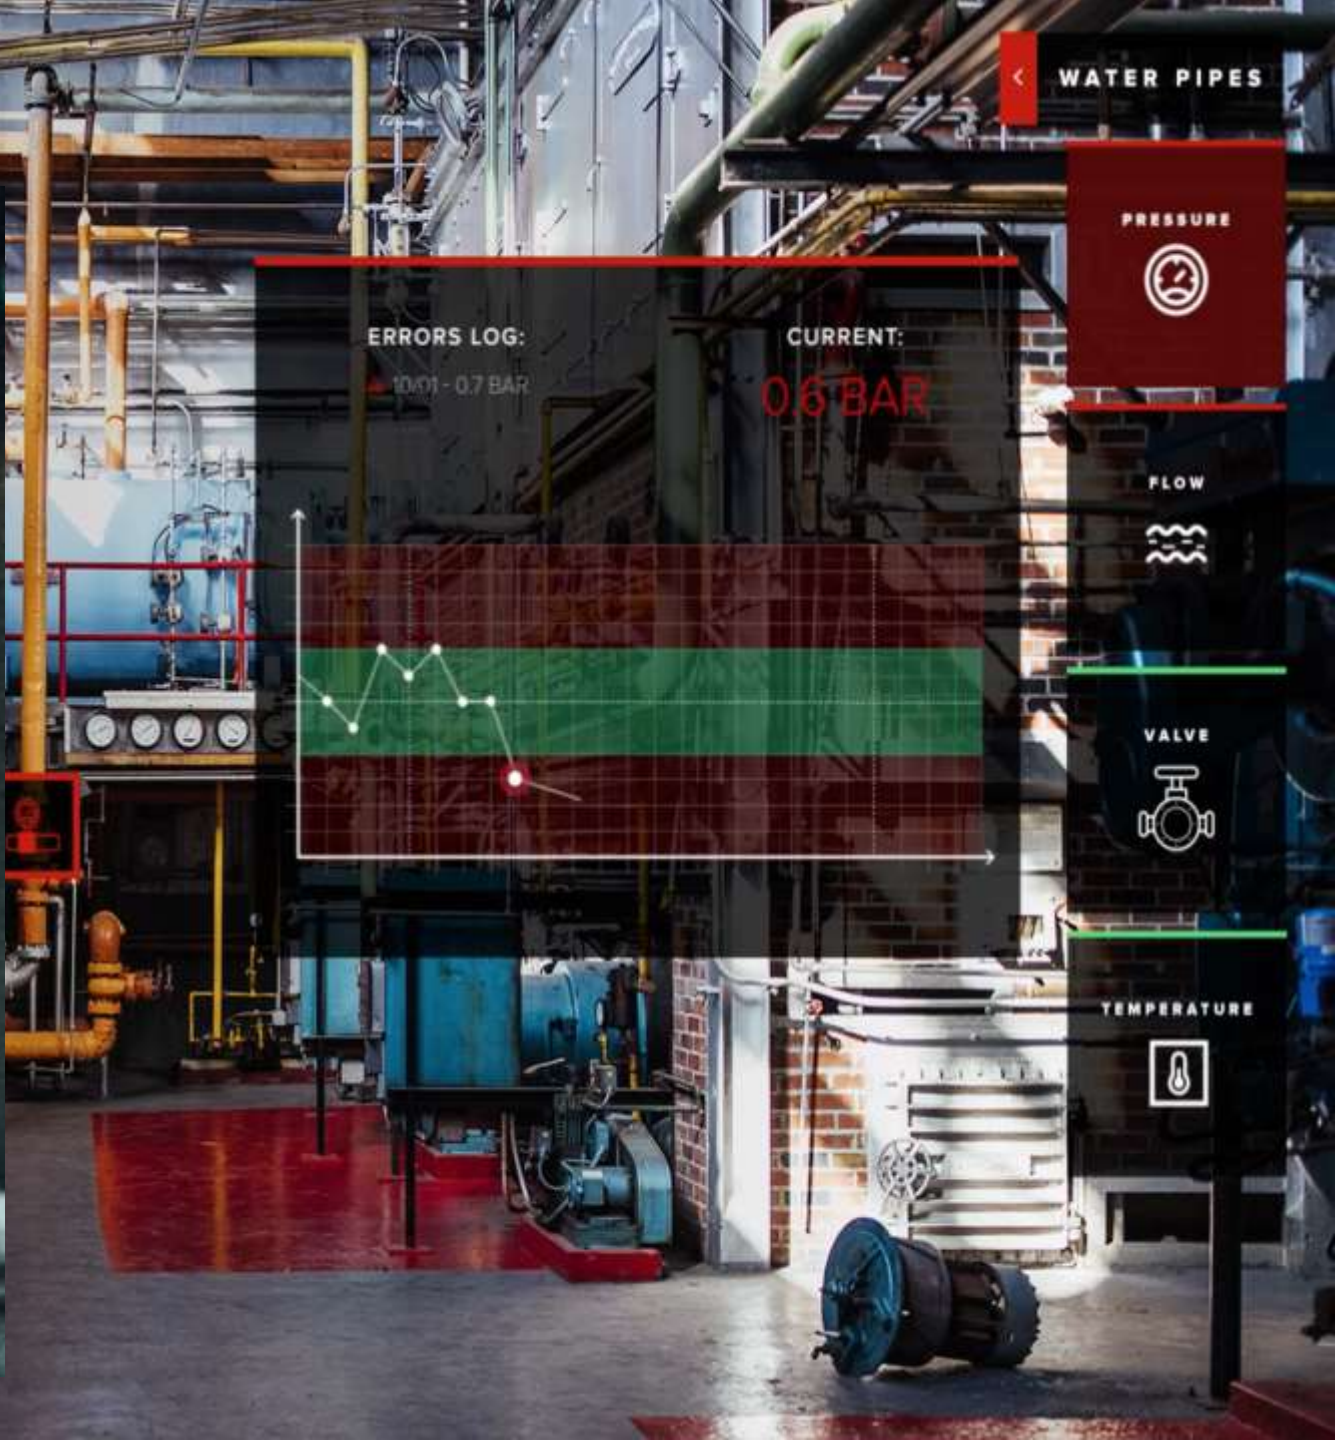 WATER PIPES
PRESSURE
ERRORS LOG:
CURRENT:
10/01 - 0.7 BAR
0.6 BAR
FLOW
VALVE
TEMPERATURE